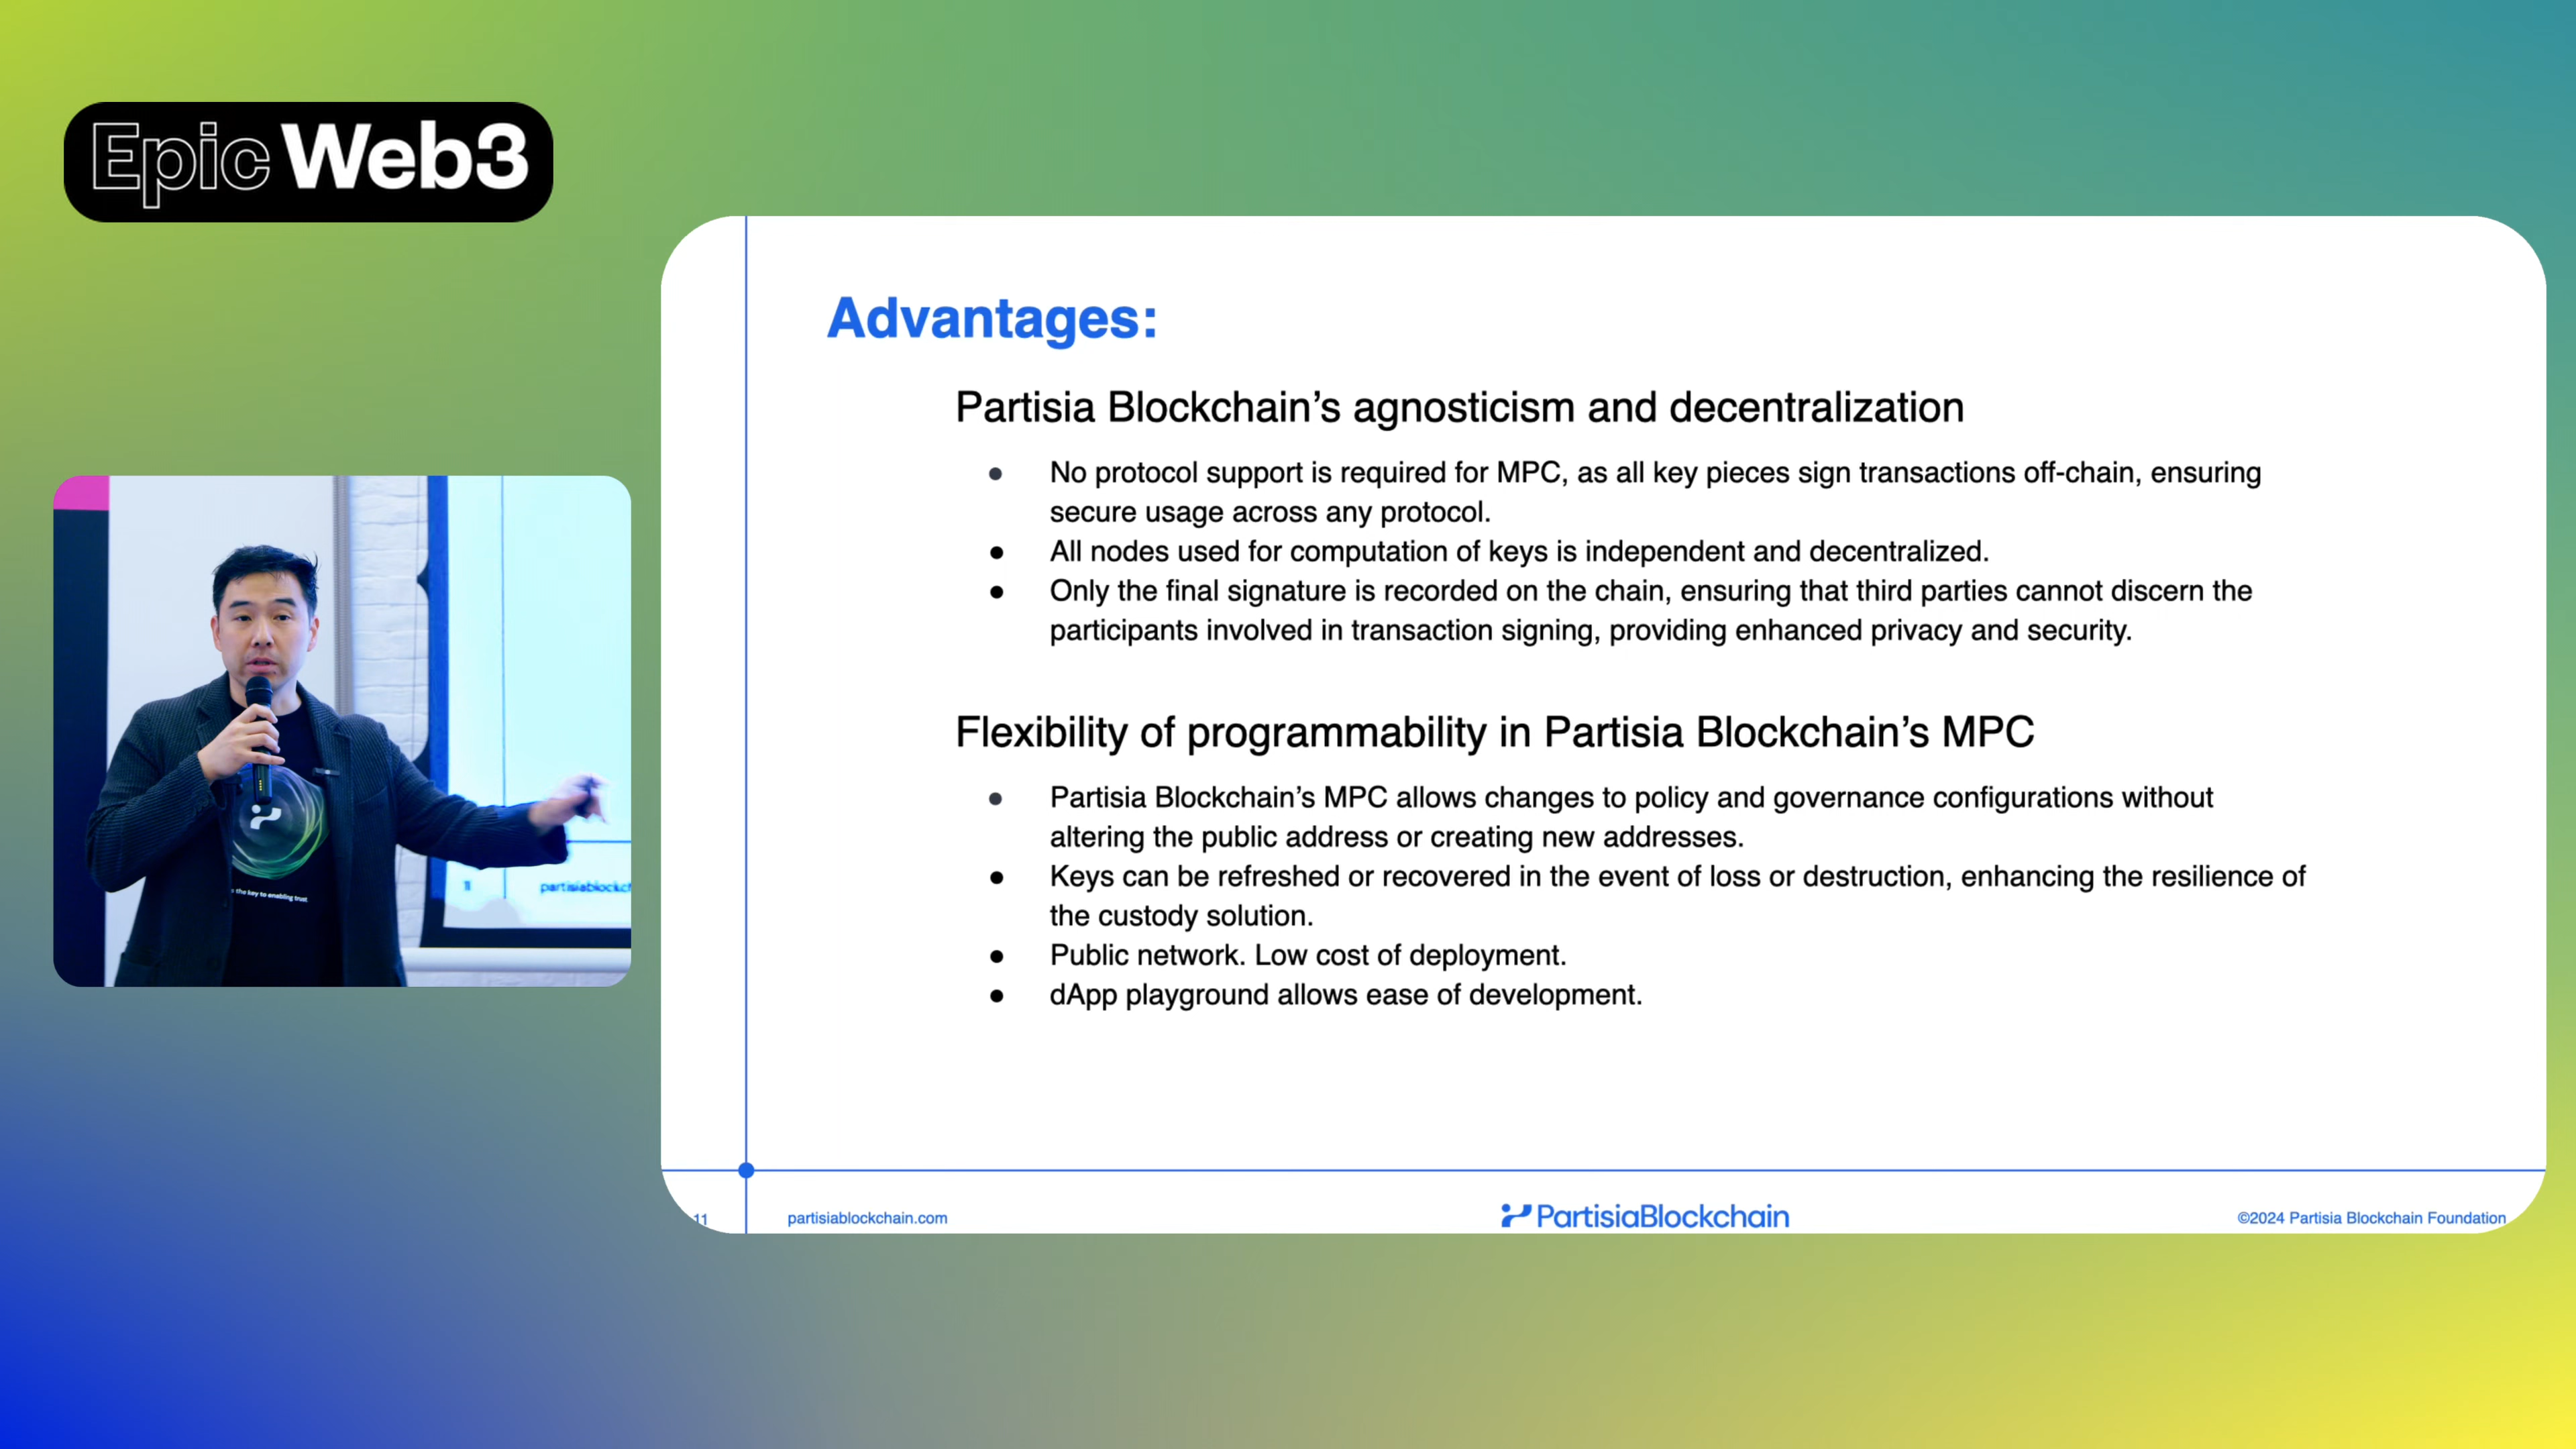 Epic Web3
Advantages:
Partisia Blockchain’s agnosticism and decentralization
● No protocol support is required for MPC, as all key pieces sign transactions off-chain, ensuring
secure usage across any protocol.
● All nodes used for computation of keys is independent and decentralized.
● Only the final signature is recorded on the chain, ensuring that third parties cannot discern the
participants involved in transaction signing, providing enhanced privacy and security.
Flexibility of programmability in Partisia Blockchain’s MPC
● Partisia Blockchain’s MPC allows changes to policy and governance configurations without
altering the public address or creating new addresses.
● Keys can be refreshed or recovered in the event of loss or destruction, enhancing the resilience of
the custody solution.
● Public network. Low cost of deployment.
● dApp playground allows ease of development.
11
partisiablockchain.com
PartisiaBlockchain
©2024 Partisia Blockchain Foundation
the key to enabling trust